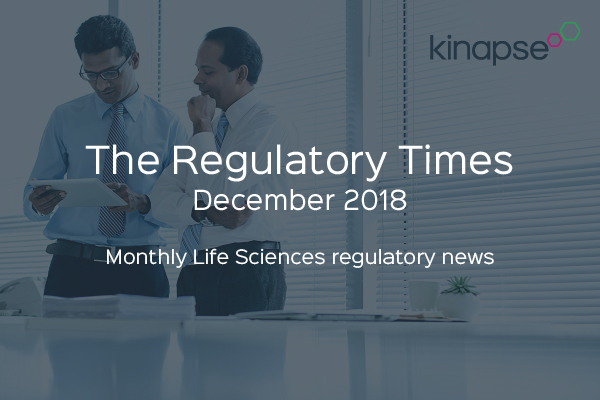 kinapse
The Regulatory Times
December 2018
Monthly Life Sciences regulatory news